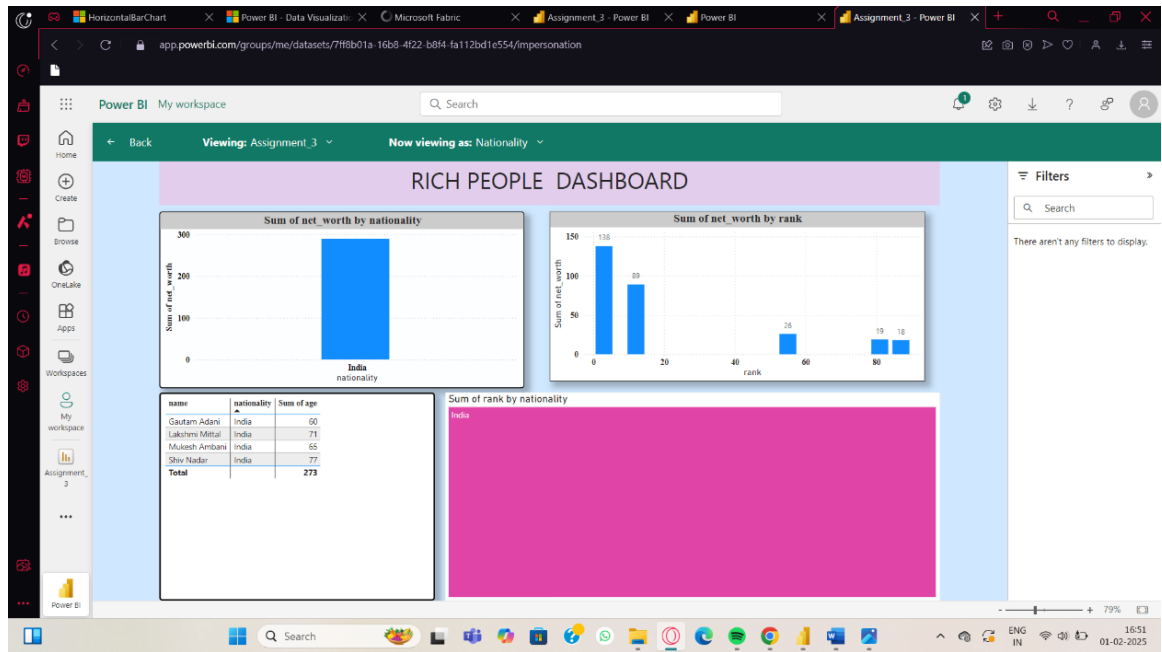 HorizontalBarChart
Power BI - Data Visualizatio
Microsoft Fabric
Assignment_3 - Power BI
Power BI
Assignment_3 - Power BI
app.powerbi.com/groups/me/datasets/7ff8b01a-16b8-4f22-b8f4-fa112bd1e554/impersonation
Power BI My workspace
Search
1
Home
Create
Browse
OneLake
Apps
Workspaces
My
workspace
Assignment_
3
Power BI
Back
Viewing: Assignment_3
Now viewing as: Nationality
RICH PEOPLE DASHBOARD
Sum of net_worth by nationality
Sum of net_worth
300
200
100
0
India
nationality
Sum of net_worth by rank
Sum of net_worth
150
100
50
0
138
89
26
19
18
0 20 40 60 80
rank
name nationality Sum of age
Gautam Adani India 60
Lakshmi Mittal India 71
Mukesh Ambani India 65
Shiv Nadar India 77
Total 273
Sum of rank by nationality
India
Filters
Search
There aren't any filters to display.
- + 79%
Search
ENG
IN
16:51
01-02-2025